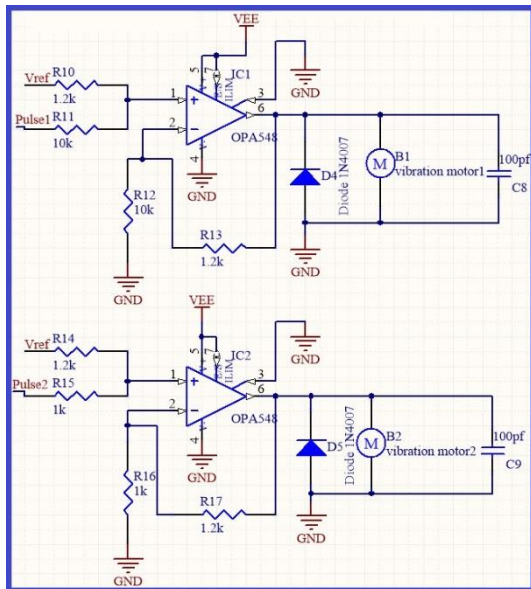 VEE
GND
Vref
R10
1.2k
Pulse1
R11
10k
1
2
5
7
V+
E/S
ILIM
JC1
3
6
OPA548
V-
4
GND
R12
10k
GND
R13
1.2k
D4
Diode 1N4007
M
B1
vibration motor1
100pf
C8
GND
VEE
GND
Vref
R14
1.2k
Pulse2
R15
1k
1
2
5
7
V+
E/S
ILIM
JC2
3
6
OPA548
V-
4
GND
R16
1k
GND
R17
1.2k
D5
Diode 1N4007
M
B2
vibration motor2
100pf
C9
GND